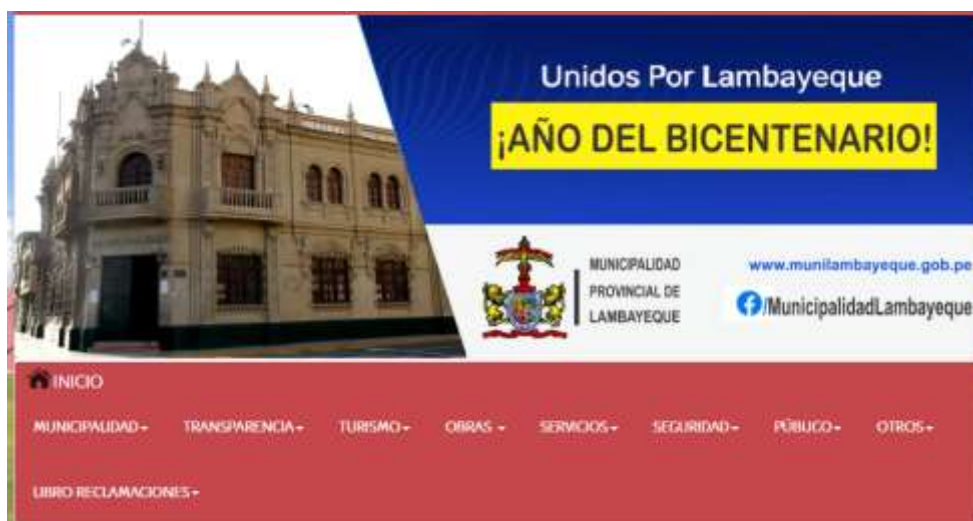 Unidos Por Lambayeque
¡AÑO DEL BICENTENARIO!
MUNICIPALIDAD
PROVINCIAL DE
LAMBAYEQUE
www.munilambayeque.gob.pe
/MunicipalidadLambayeque
INICIO
MUNICIPALIDAD TRANSPARENCIA TURISMO OBRAS SERVICIOS SEGURIDAD PÚBLICO OTROS
LIBRO RECLAMACIONES